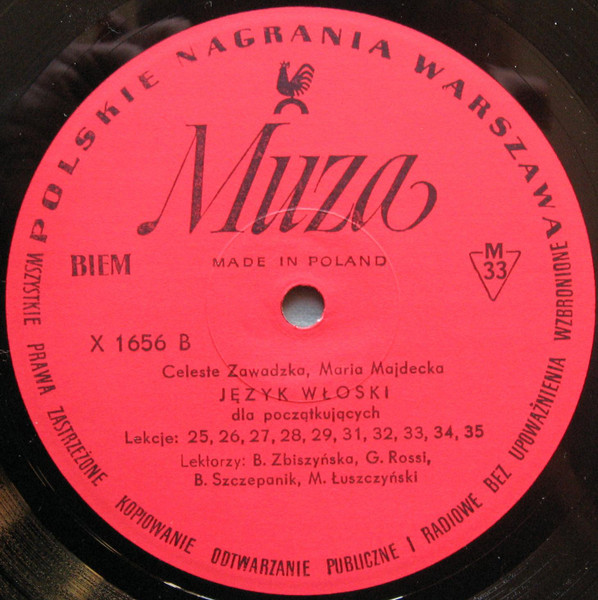 POLSKIE NAGRANIA WARSZAWA
Muza
MADE IN POLAND
BIEM
M
33
X 1656 B
Celeste Zawadzka, Maria Majdecka
JĘZYK WŁOSKI
dla początkujących
Lekcje: 25, 26, 27, 28, 29, 31, 32, 33, 34, 35
Lektorzy: B. Zbiszyńska, G. Rossi,
B. Szczepanik, M. Łuszczyński
WSZYSTKIE PRAWA ZASTRZEŻONE KOPIOWANIE ODTWARZANIE PUBLICZNE I RADIOWE BEZ UPOWAŻNIENIA WZBRONIONE